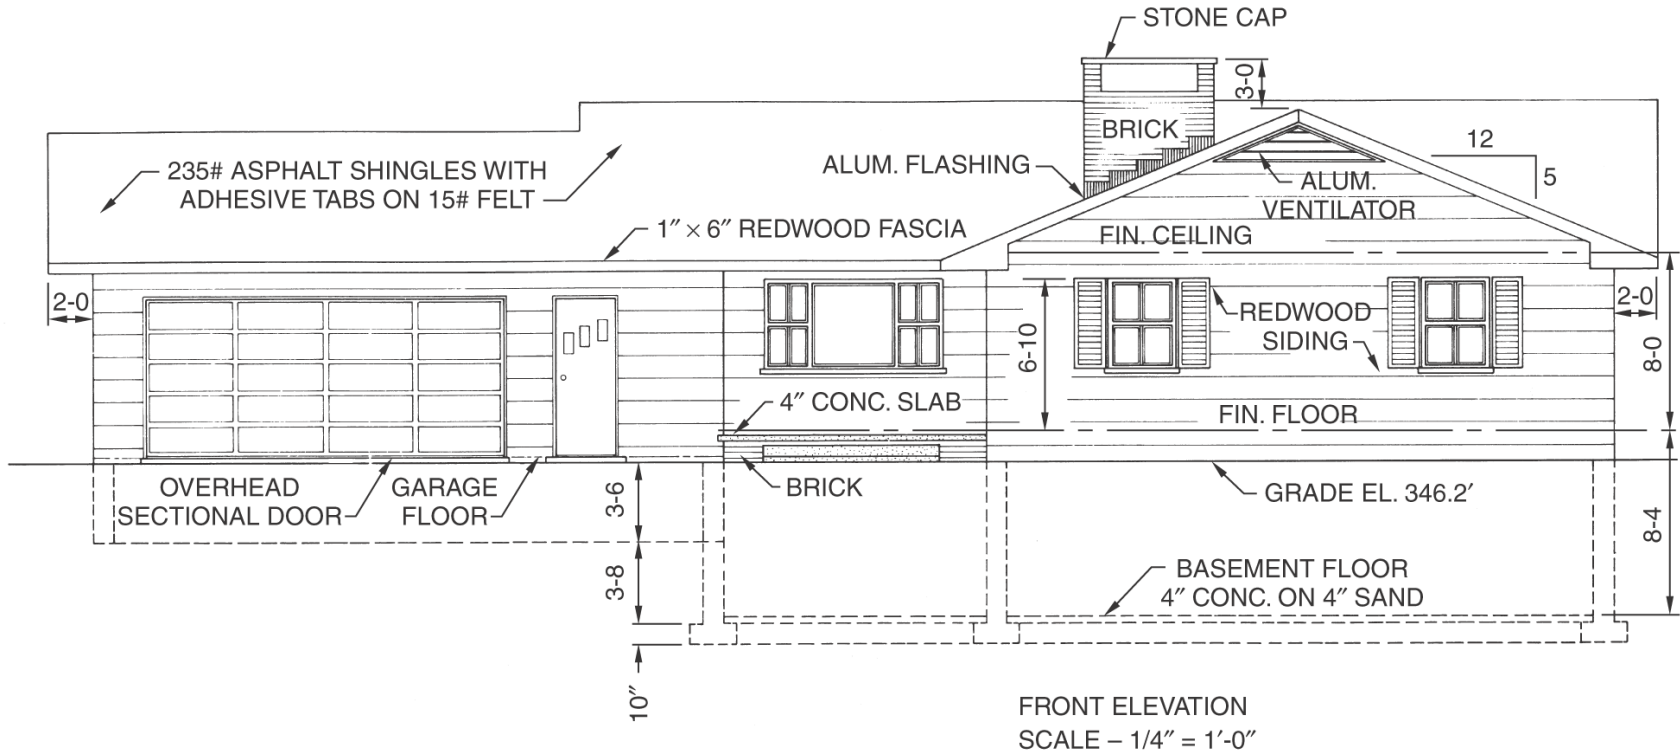 STONE CAP
3-0
BRICK
12
5
235# ASPHALT SHINGLES WITH
ADHESIVE TABS ON 15# FELT
ALUM. FLASHING
ALUM.
VENTILATOR
1″ × 6″ REDWOOD FASCIA
FIN. CEILING
2-0
2-0
REDWOOD
SIDING
6-10
8-0
4″ CONC. SLAB
FIN. FLOOR
OVERHEAD
SECTIONAL DOOR
GARAGE
FLOOR
3-6
BRICK
GRADE EL. 346.2′
8-4
3-8
BASEMENT FLOOR
4″ CONC. ON 4″ SAND
10″
FRONT ELEVATION
SCALE – 1/4″ = 1′-0″